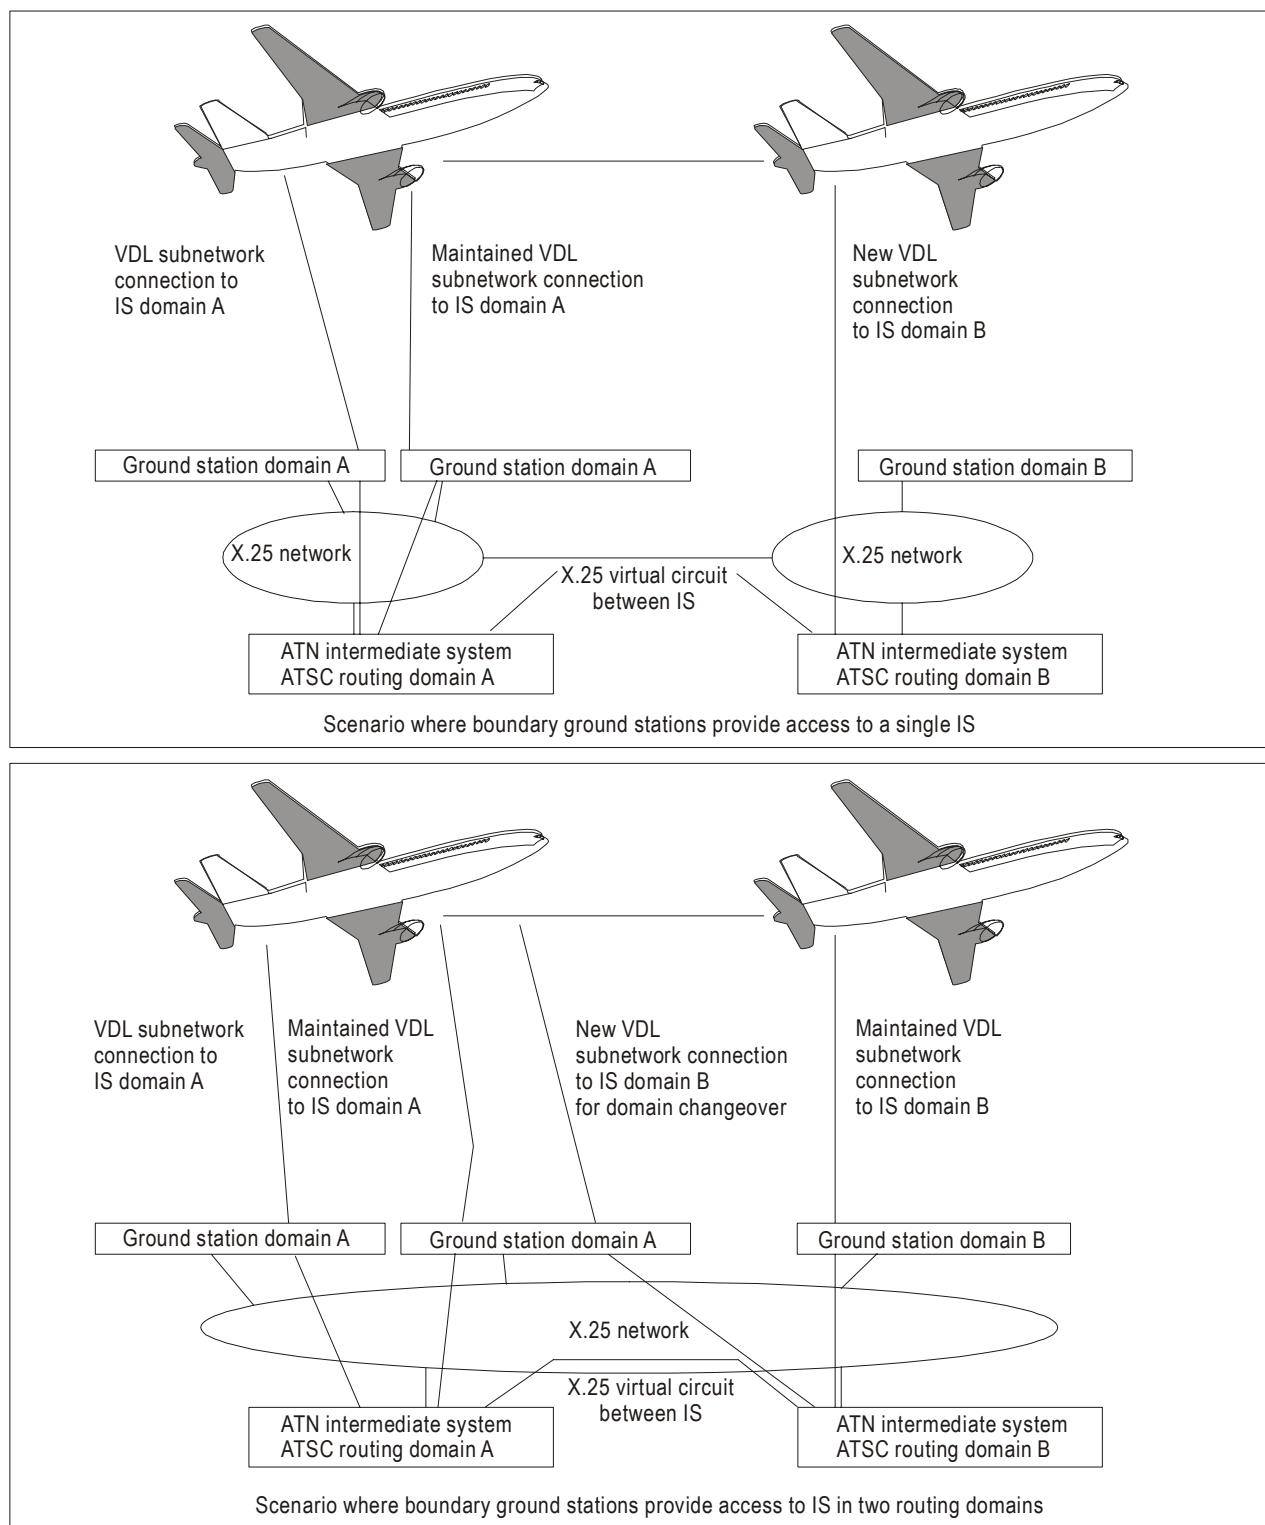 VDL subnetwork
connection to
IS domain A
Maintained VDL
subnetwork connection
to IS domain A
New VDL
subnetwork
connection
to IS domain B
Ground station domain A
Ground station domain A
Ground station domain B
X.25 network
X.25 network
X.25 virtual circuit
between IS
ATN intermediate system
ATSC routing domain A
ATN intermediate system
ATSC routing domain B
Scenario where boundary ground stations provide access to a single IS
VDL subnetwork
connection to
IS domain A
Maintained VDL
subnetwork
connection
to IS domain A
New VDL
subnetwork connection
to IS domain B
for domain changeover
Maintained VDL
subnetwork
connection
to IS domain B
Ground station domain A
Ground station domain A
Ground station domain B
X.25 network
X.25 virtual circuit
between IS
ATN intermediate system
ATSC routing domain A
ATN intermediate system
ATSC routing domain B
Scenario where boundary ground stations provide access to IS in two routing domains